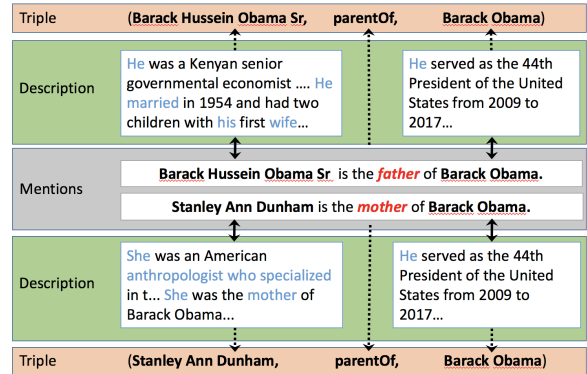 Triple (Barack Hussein Obama Sr, parentOf, Barack Obama)
Description
He was a Kenyan senior
governmental economist .... He
married in 1954 and had two
children with his first wife...
He served as the 44th
President of the United
States from 2009 to
2017...
Mentions
Barack Hussein Obama Sr is the father of Barack Obama.
Stanley Ann Dunham is the mother of Barack Obama.
Description
She was an American
anthropologist who specialized
in t... She was the mother of
Barack Obama...
He served as the 44th
President of the United
States from 2009 to
2017...
Triple (Stanley Ann Dunham, parentOf, Barack Obama)